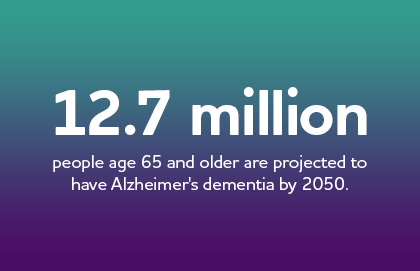 12.7 million
people age 65 and older are projected to
have Alzheimer's dementia by 2050.